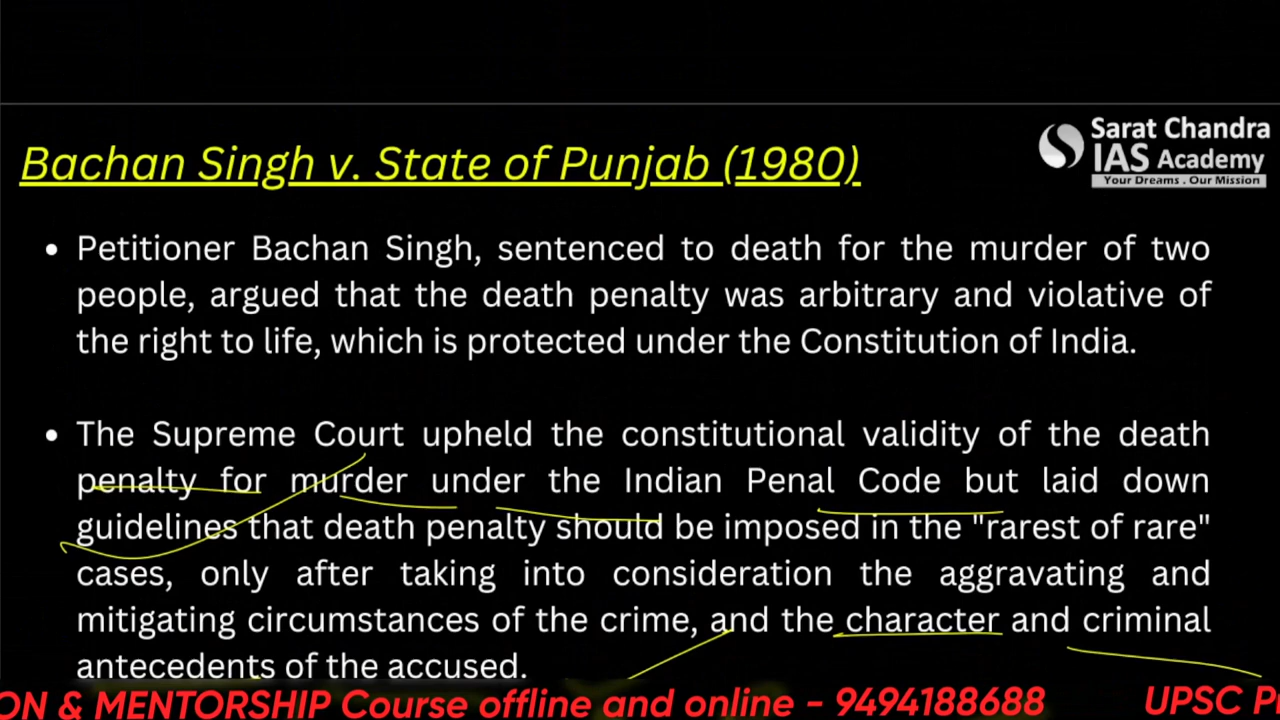 Sarat Chandra
IAS Academy
Your Dreams . Our Mission
Bachan Singh v. State of Punjab (1980)
• Petitioner Bachan Singh, sentenced to death for the murder of two
people, argued that the death penalty was arbitrary and violative of
the right to life, which is protected under the Constitution of India.
• The Supreme Court upheld the constitutional validity of the death
penalty for murder under the Indian Penal Code but laid down
guidelines that death penalty should be imposed in the "rarest of rare"
cases, only after taking into consideration the aggravating and
mitigating circumstances of the crime, and the character and criminal
antecedents of the accused.
ON & MENTORSHIP Course offline and online - 9494188688 UPSC P